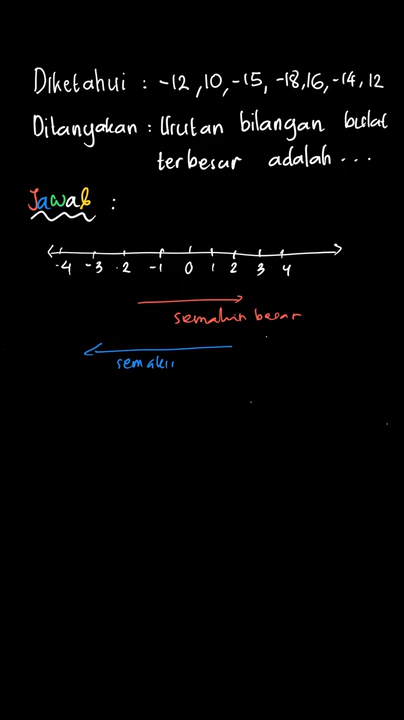 Diketahui : -12, 10, -15, -18, 16, -14, 12
Ditanyakan : Urutan bilangan bulat
terbesar adalah ...
Jawab :
-4 -3 -2 -1 0 1 2 3 4
semakin besar
semaki